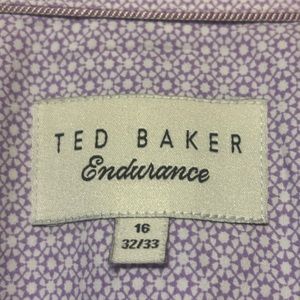 TED BAKER
Endurance
16
32/33